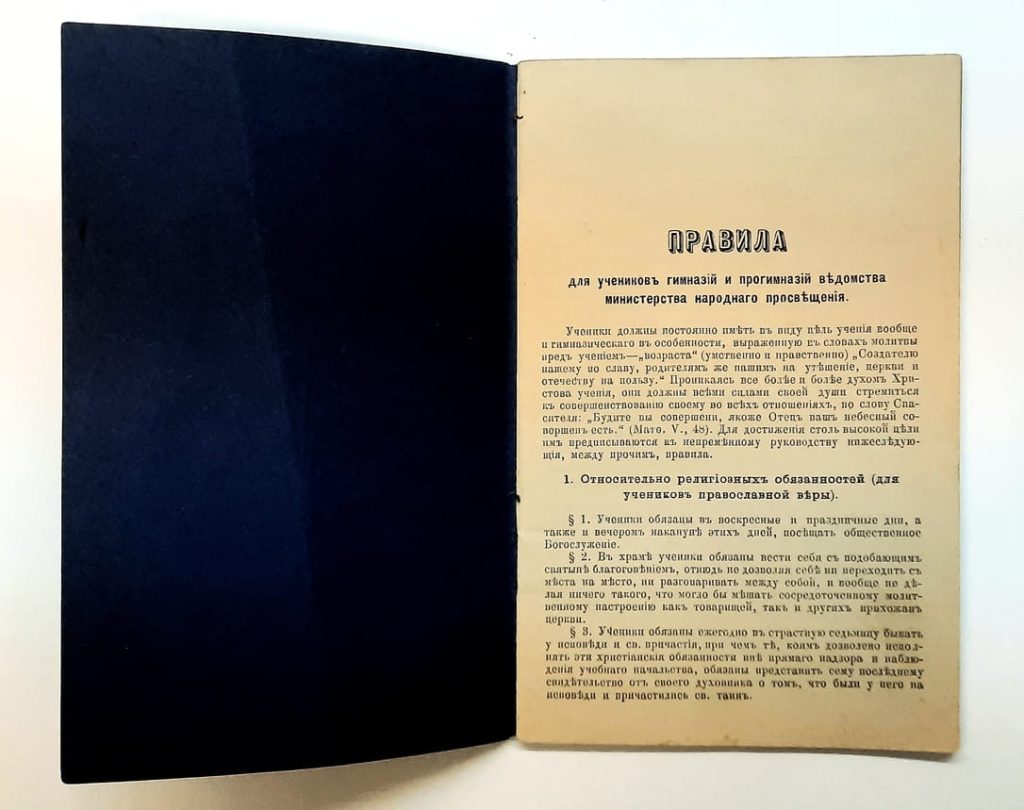 ПРАВИЛА
для учениковъ гимназій и прогимназій вѣдомства
министерства народнаго просвѣщенія.
Ученики должны постоянно имѣть въ виду цѣль ученія вообще
и гимназическаго въ особенности, выраженную въ словахъ молитвы
предъ ученіемъ—„возраста“ (умственно и нравственно) „Создателю
нашему во славу, родителямъ же нашимъ на утѣшеніе, церкви и
отечеству на пользу.“ Проникаясь все болѣе и болѣе духомъ Хри-
стова ученія, они должны всѣми силами своей души стремиться
къ совершенствованію своему во всѣхъ отношеніяхъ, по слову Спа-
сителя: „Будите вы совершени, якоже Отецъ вашъ небесный со-
вершенъ есть.“ (Матѳ. V., 48). Для достиженія столь высокой цѣли
имъ предписываются къ непремѣнному руководству нижеслѣдую-
щія, между прочимъ, правила.
1. Относительно религіозныхъ обязанностей (для
учениковъ православной вѣры).
§ 1. Ученики обязаны въ воскресные и праздничные дни, а
также и вечеромъ наканунѣ этихъ дней, посѣщать общественное
Богослуженіе.
§ 2. Въ храмѣ ученики обязаны вести себя съ подобающимъ
святынѣ благоговѣніемъ, отнюдь не дозволяя себѣ ни переходить съ
мѣста на мѣсто, ни разговаривать между собой, и вообще не дѣ-
лая ничего такого, что могло бы мѣшать сосредоточенному молит-
венному настроенію какъ товарищей, такъ и другихъ прихожанъ
церкви.
§ 3. Ученики обязаны ежегодно въ страстную седьмицу бывать
у исповѣди и св. причастія, при чемъ тѣ, коимъ дозволено испол-
нять эти христіанскія обязанности внѣ прямаго надзора и наблю-
денія учебнаго начальства, обязаны представить сему послѣднему
свидѣтельство отъ своего духовника о томъ, что были у него на
исповѣди и причастились св. таинъ.